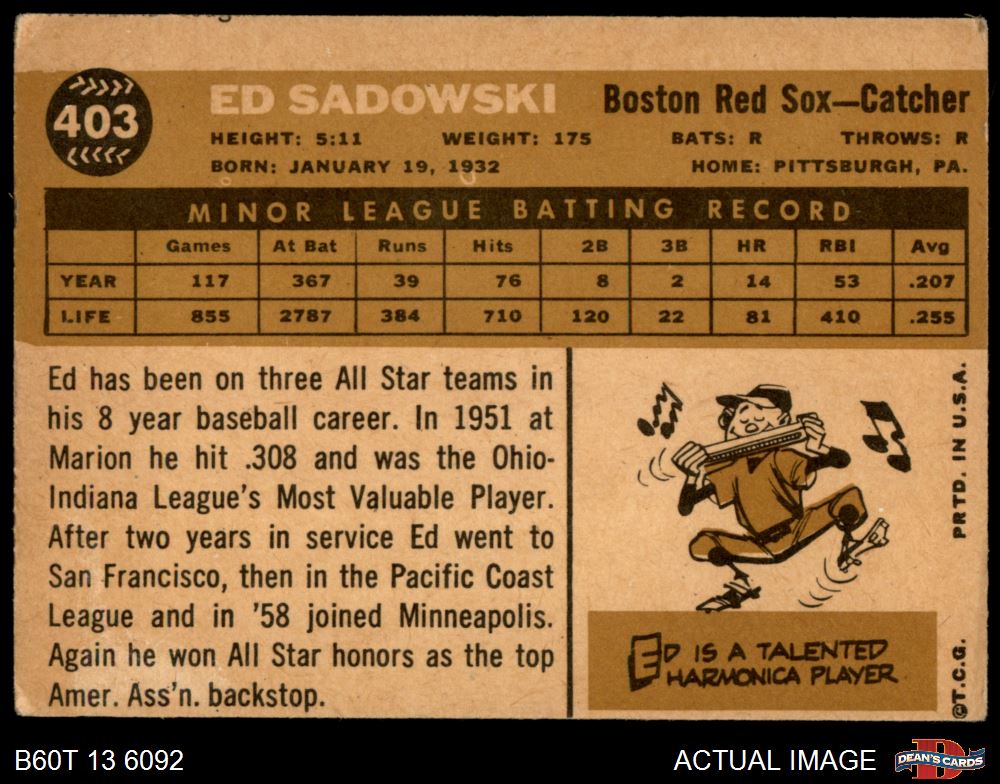 403
ED SADOWSKI Boston Red Sox—Catcher
HEIGHT: 5:11 WEIGHT: 175 BATS: R THROWS: R
BORN: JANUARY 19, 1932 HOME: PITTSBURGH, PA.
MINOR LEAGUE BATTING RECORD
Games At Bat Runs Hits 2B 3B HR RBI Avg
YEAR 117 367 39 76 8 2 14 53 .207
LIFE 855 2787 384 710 120 22 81 410 .255
Ed has been on three All Star teams in
his 8 year baseball career. In 1951 at
Marion he hit .308 and was the Ohio-
Indiana League's Most Valuable Player.
After two years in service Ed went to
San Francisco, then in the Pacific Coast
League and in '58 joined Minneapolis.
Again he won All Star honors as the top
Amer. Ass'n. backstop.
ED IS A TALENTED
HARMONICA PLAYER
©T.C.G. PRTD. IN U.S.A.
B60T 13 6092 ACTUAL IMAGE
D
DEAN'S CARDS